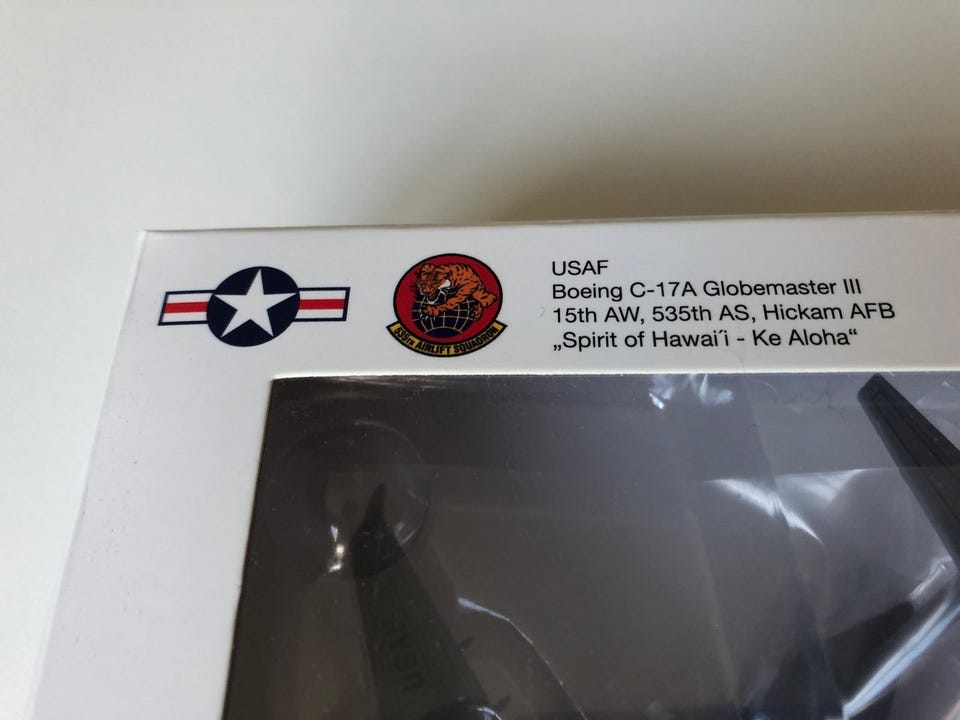 535TH AIRLIFT SQUADRON
USAF
Boeing C-17A Globemaster III
15th AW, 535th AS, Hickam AFB
„Spirit of Hawai´i - Ke Aloha“
USAF